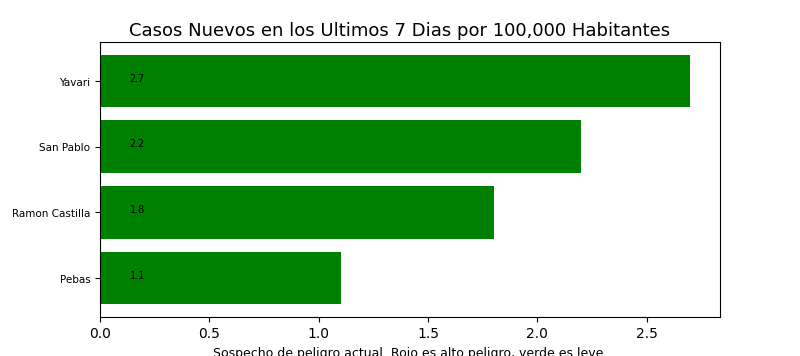 Casos Nuevos en los Ultimos 7 Dias por 100,000 Habitantes
Yavari
2.7
San Pablo
2.2
Ramon Castilla
1.8
Pebas
1.1
0.0 0.5 1.0 1.5 2.0 2.5
Sospecho de peligro actual. Rojo es alto peligro, verde es leve